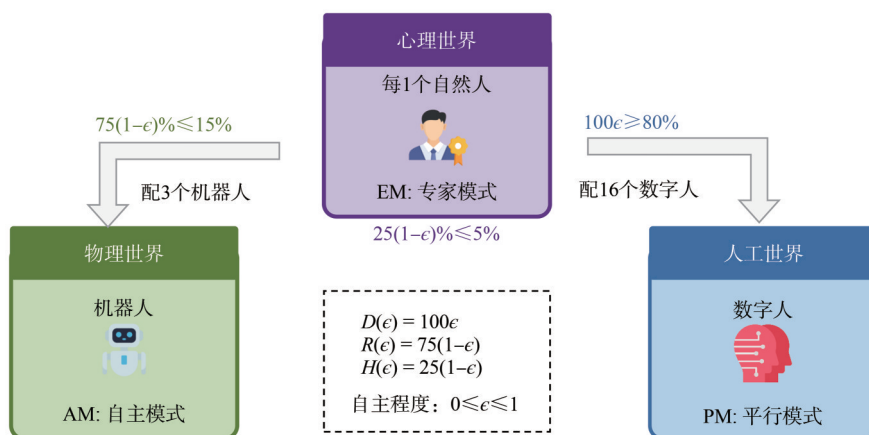 心理世界
每1个自然人
EM: 专家模式
25(1–ϵ)%≤5%
75(1–ϵ)%≤15%
配3个机器人
100ϵ≥80%
配16个数字人
物理世界
机器人
AM: 自主模式
D(ϵ) = 100ϵ
R(ϵ) = 75(1–ϵ)
H(ϵ) = 25(1–ϵ)
自主程度：0≤ϵ≤1
人工世界
数字人
PM: 平行模式